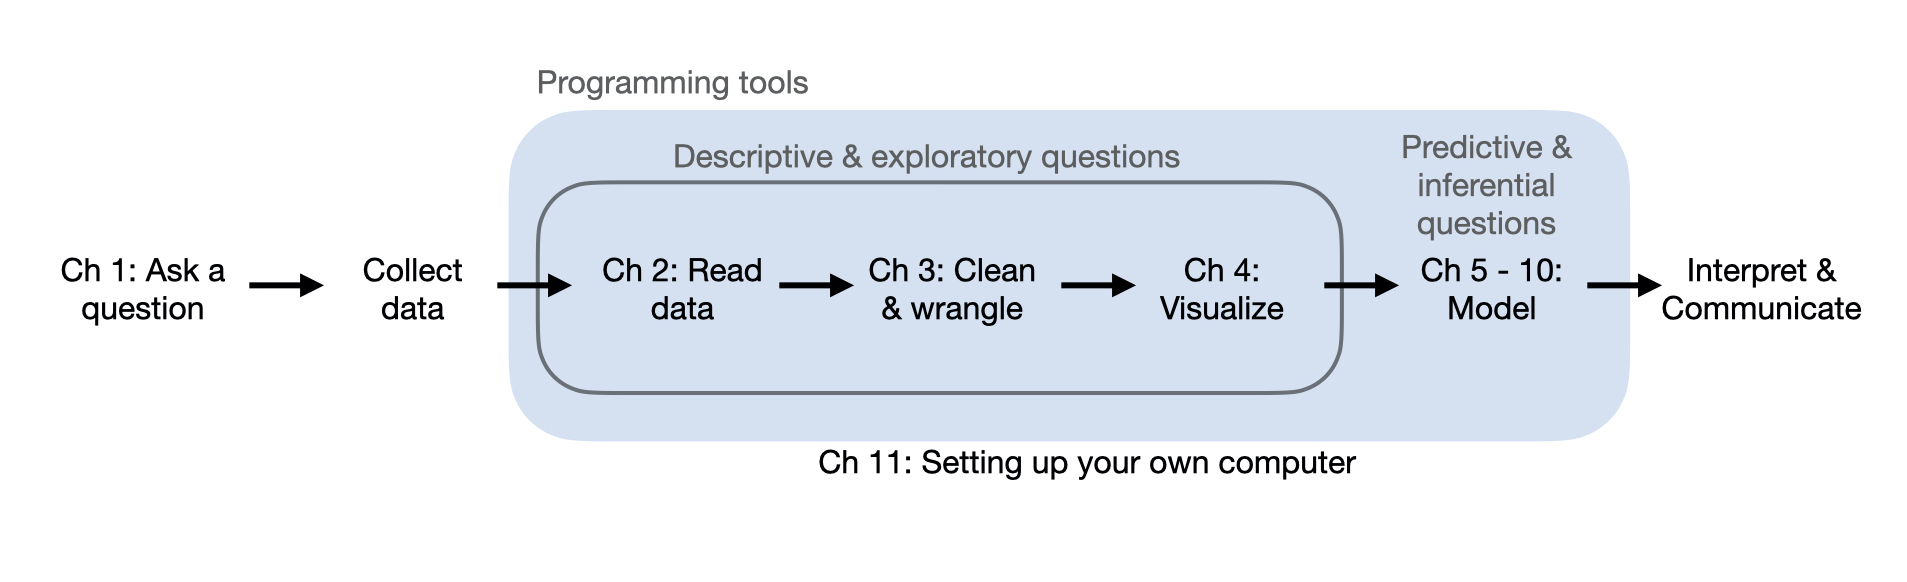 Programming tools
Descriptive & exploratory questions
Predictive &
inferential
questions
Ch 1: Ask a
question
Collect
data
Ch 2: Read
data
Ch 3: Clean
& wrangle
Ch 4:
Visualize
Ch 5 - 10:
Model
Interpret &
Communicate
Ch 11: Setting up your own computer